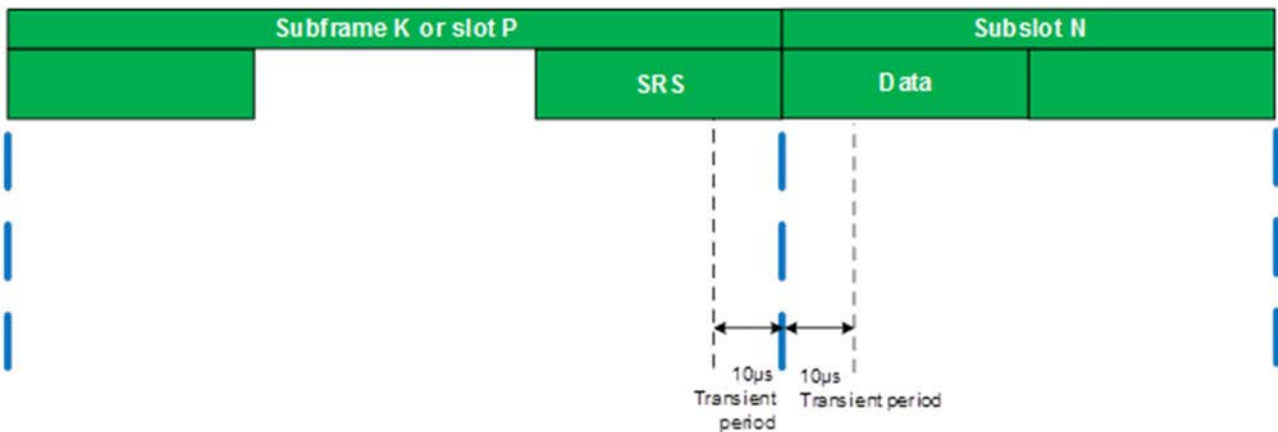 Subframe K or slot P
Subslot N
SRS
Data
10µs
Transient
period
10µs
Transient period